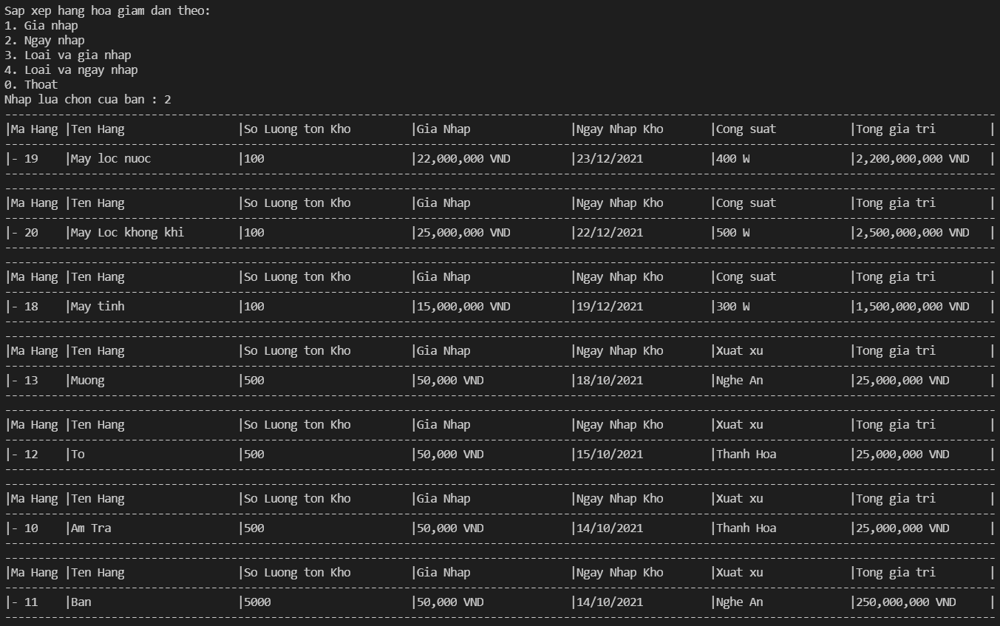 Sap xep hang hoa giam dan theo:
1. Gia nhap
2. Ngay nhap
3. Loai va gia nhap
4. Loai va ngay nhap
0. Thoat
Nhap lua chon cua ban : 2
|Ma Hang |Ten Hang |So Luong ton Kho |Gia Nhap |Ngay Nhap Kho |Cong suat |Tong gia tri |
|- 19 |May loc nuoc |100 |22,000,000 VND |23/12/2021 |400 W |2,200,000,000 VND |
|Ma Hang |Ten Hang |So Luong ton Kho |Gia Nhap |Ngay Nhap Kho |Cong suat |Tong gia tri |
|- 20 |May Loc khong khi |100 |25,000,000 VND |22/12/2021 |500 W |2,500,000,000 VND |
|Ma Hang |Ten Hang |So Luong ton Kho |Gia Nhap |Ngay Nhap Kho |Cong suat |Tong gia tri |
|- 18 |May tinh |100 |15,000,000 VND |19/12/2021 |300 W |1,500,000,000 VND |
|Ma Hang |Ten Hang |So Luong ton Kho |Gia Nhap |Ngay Nhap Kho |Xuat xu |Tong gia tri |
|- 13 |Muong |500 |50,000 VND |18/10/2021 |Nghe An |25,000,000 VND |
|Ma Hang |Ten Hang |So Luong ton Kho |Gia Nhap |Ngay Nhap Kho |Xuat xu |Tong gia tri |
|- 12 |To |500 |50,000 VND |15/10/2021 |Thanh Hoa |25,000,000 VND |
|Ma Hang |Ten Hang |So Luong ton Kho |Gia Nhap |Ngay Nhap Kho |Xuat xu |Tong gia tri |
|- 10 |Am Tra |500 |50,000 VND |14/10/2021 |Thanh Hoa |25,000,000 VND |
|Ma Hang |Ten Hang |So Luong ton Kho |Gia Nhap |Ngay Nhap Kho |Xuat xu |Tong gia tri |
|- 11 |Ban |5000 |50,000 VND |14/10/2021 |Nghe An |250,000,000 VND |